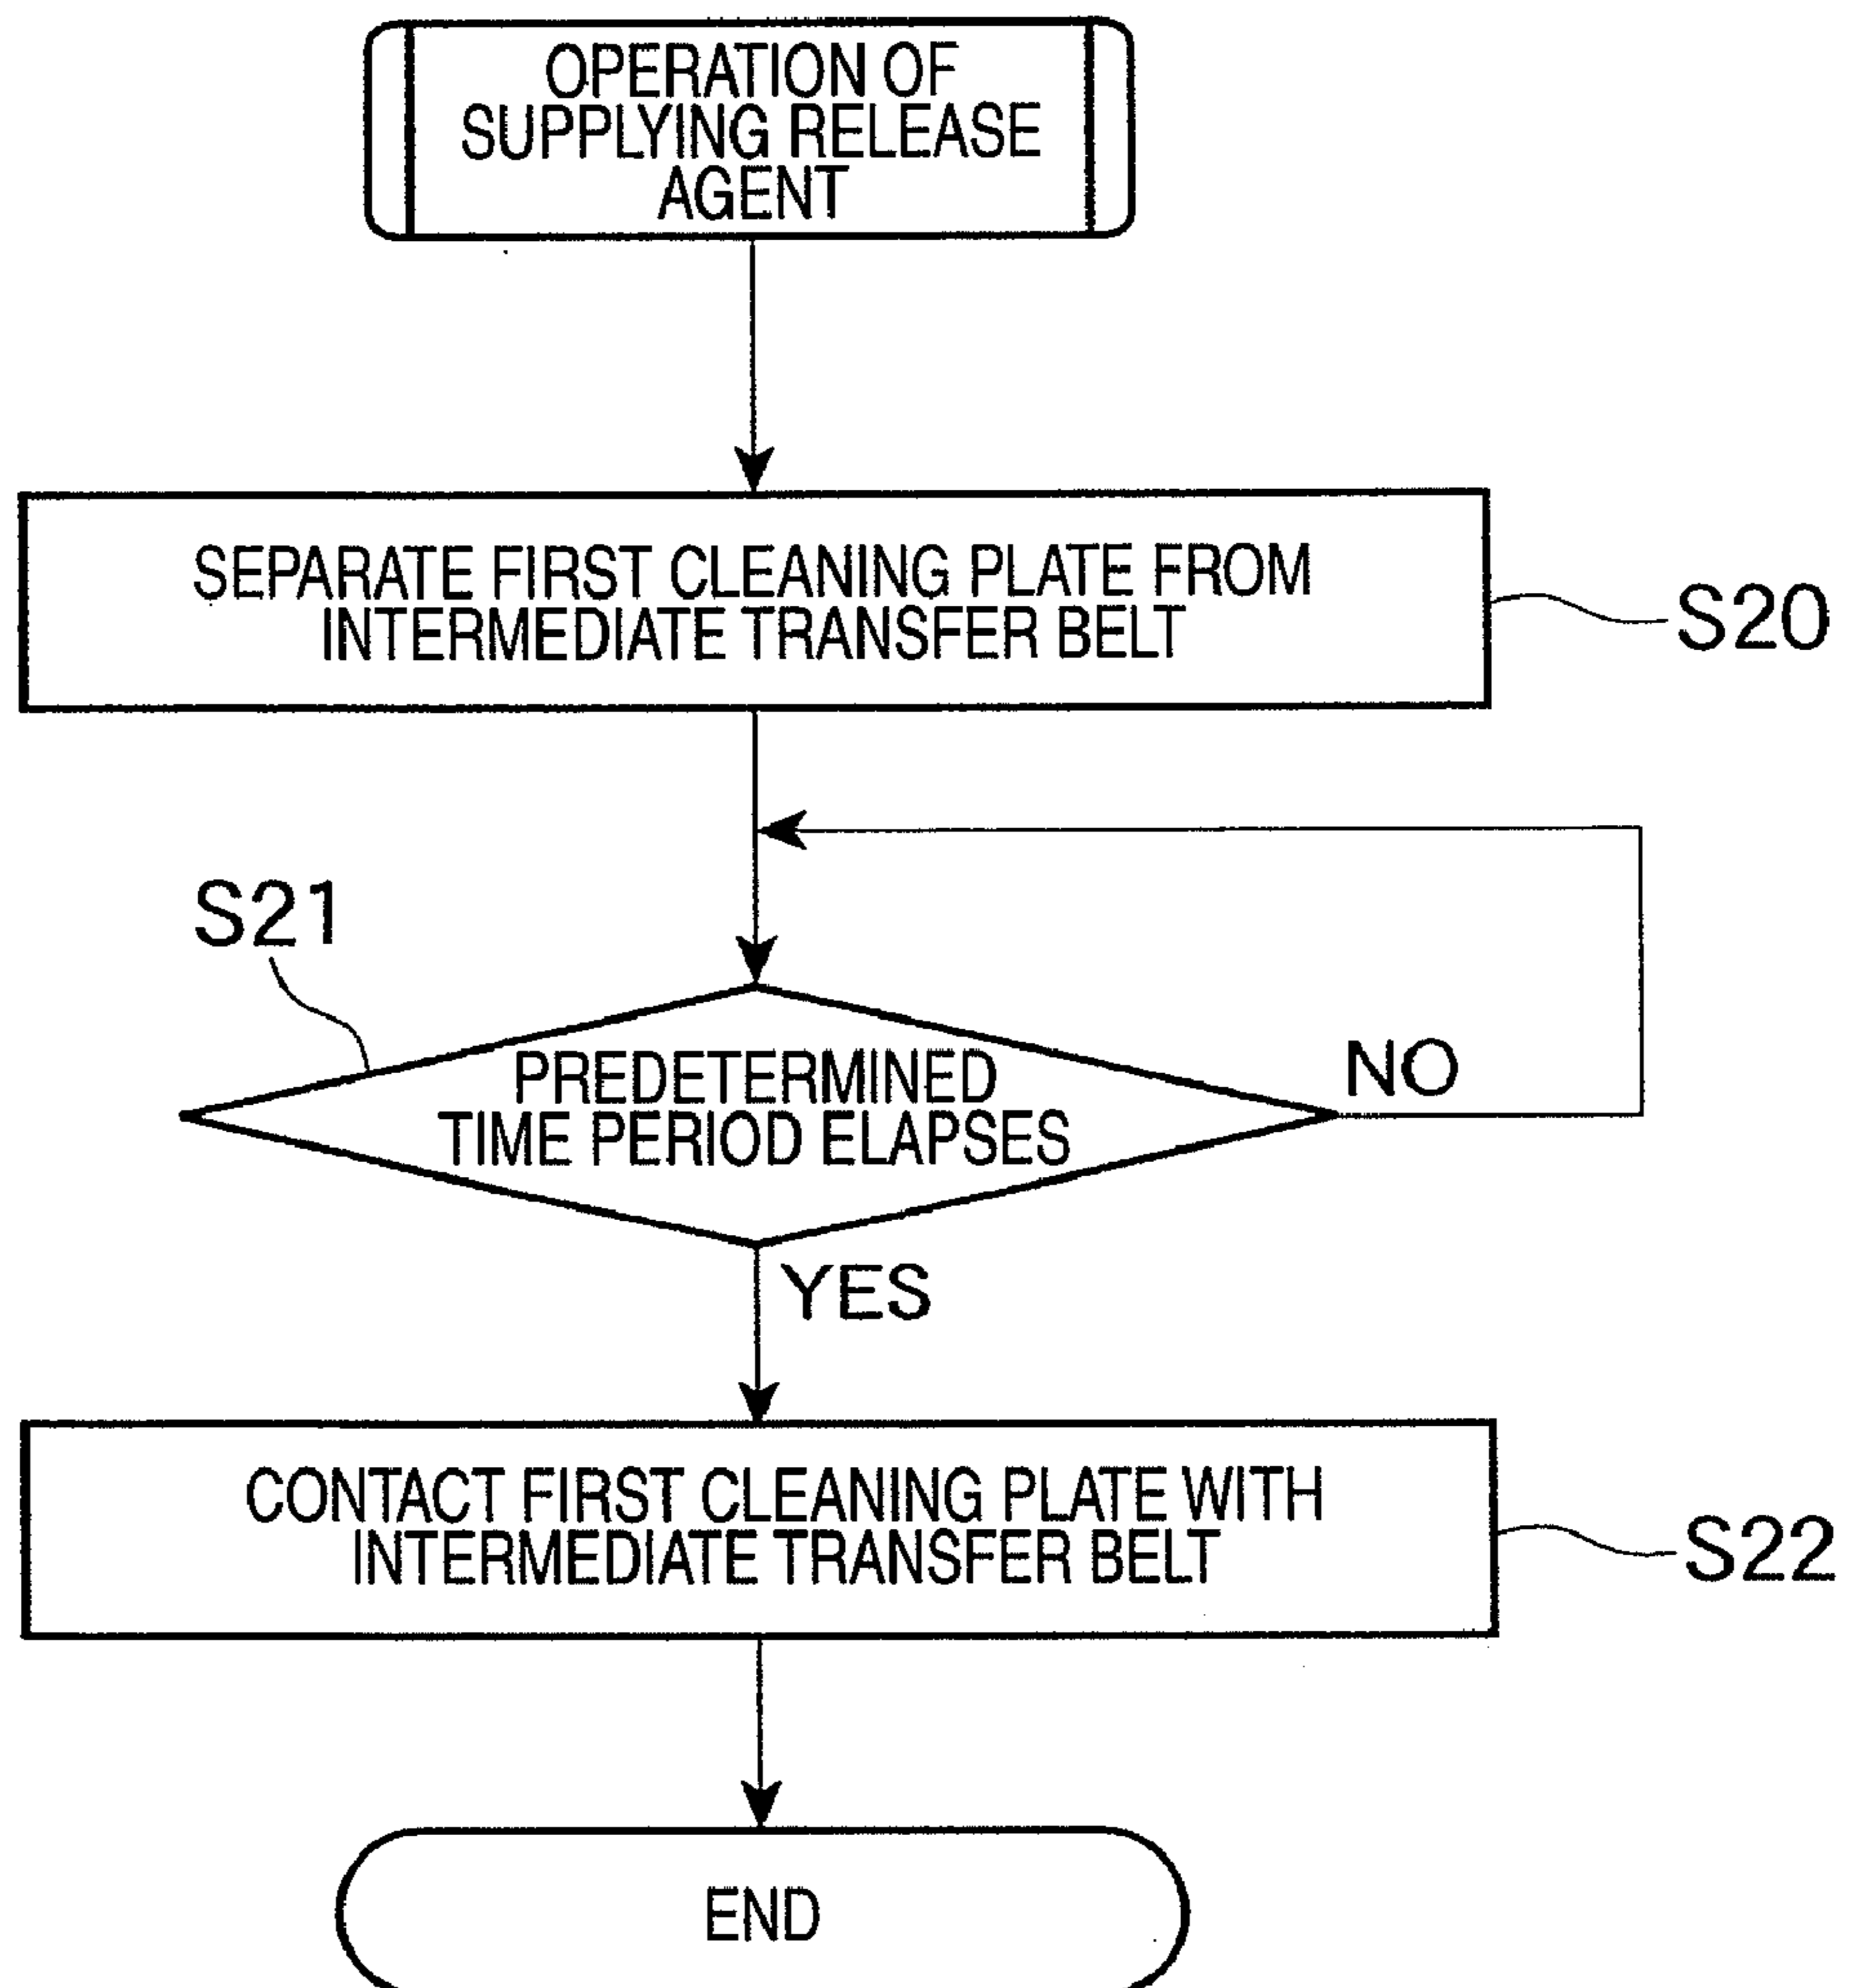 OPERATION OF
SUPPLYING RELEASE
AGENT
SEPARATE FIRST CLEANING PLATE FROM
INTERMEDIATE TRANSFER BELT
S20
S21
PREDETERMINED
TIME PERIOD ELAPSES
NO
YES
CONTACT FIRST CLEANING PLATE WITH
INTERMEDIATE TRANSFER BELT
S22
END